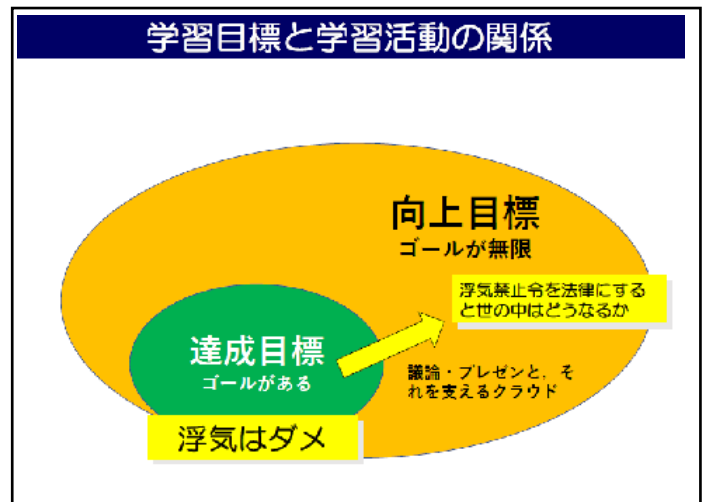 学習目標と学習活動の関係
向上目標
ゴールが無限
浮気禁止令を法律にする
と世の中はどうなるか
達成目標
ゴールがある
議論・プレゼンと，そ
れを支えるクラウド
浮気はダメ